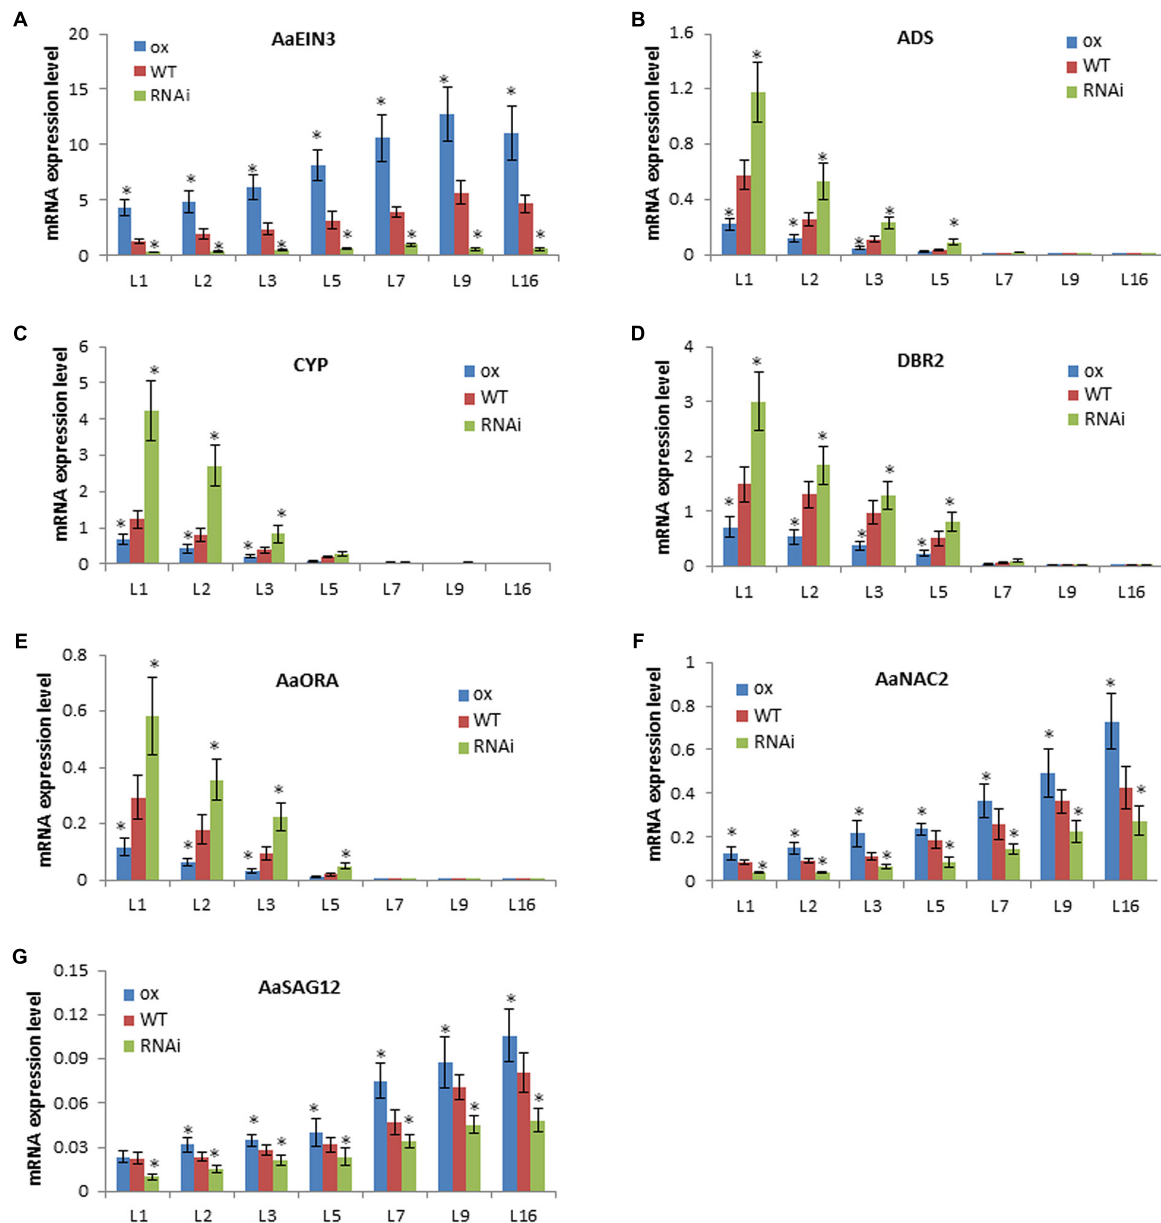 A
AaEIN3
mRNA expression level
20
15
10
5
0
ox
WT
RNAi
* * * * * * *
* * * * * * *
L1 L2 L3 L5 L7 L9 L16
B
ADS
mRNA expression level
1.6
1.2
0.8
0.4
0
ox
WT
RNAi
* * * *
* * *
L1 L2 L3 L5 L7 L9 L16
C
CYP
mRNA expression level
6
5
4
3
2
1
0
ox
WT
RNAi
* * *
* * *
L1 L2 L3 L5 L7 L9 L16
D
DBR2
mRNA expression level
4
3
2
1
0
ox
WT
RNAi
* * * *
* * * *
L1 L2 L3 L5 L7 L9 L16
E
AaORA
mRNA expression level
0.8
0.6
0.4
0.2
0
ox
WT
RNAi
* * * *
* * *
L1 L2 L3 L5 L7 L9 L16
F
AaNAC2
mRNA expression level
1
0.8
0.6
0.4
0.2
0
ox
WT
RNAi
* * * * * * *
* * * * * * *
L1 L2 L3 L5 L7 L9 L16
G
AaSAG12
mRNA expression level
0.15
0.12
0.09
0.06
0.03
0
ox
WT
RNAi
* * * * * *
* * * * * * *
L1 L2 L3 L5 L7 L9 L16